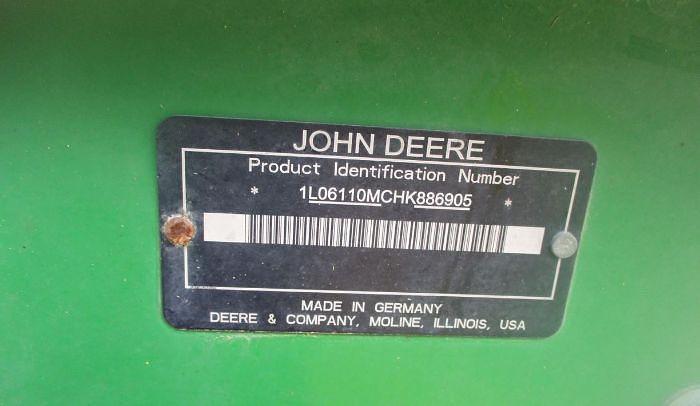 JOHN DEERE
Product Identification Number
* 1L06110MCHK886905 *
MADE IN GERMANY
DEERE & COMPANY, MOLINE, ILLINOIS, USA